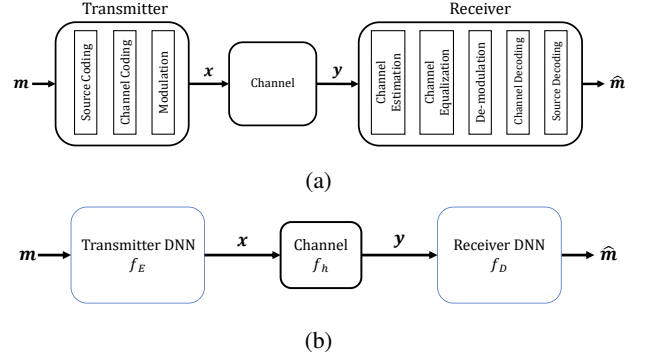 Transmitter
Receiver
m
Source Coding
Channel Coding
Modulation
x
Channel
y
Channel
Estimation
Channel
Equalization
De-modulation
Channel Decoding
Source Decoding
m̂
(a)
m
Transmitter DNN
f_E
x
Channel
f_h
y
Receiver DNN
f_D
m̂
(b)